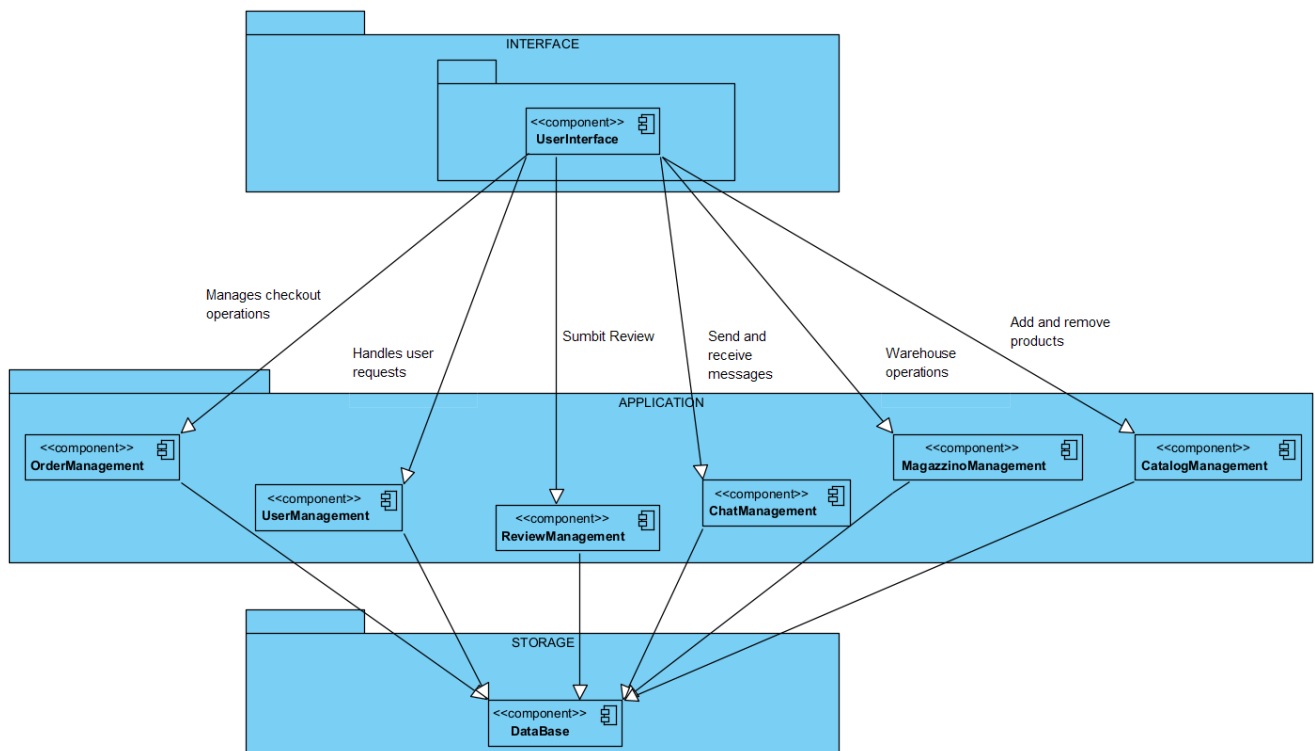 INTERFACE
<<component>>
UserInterface
Manages checkout
operations
Handles user
requests
Sumbit Review
Send and
receive
messages
Warehouse
operations
Add and remove
products
APPLICATION
<<component>>
OrderManagement
<<component>>
UserManagement
<<component>>
ReviewManagement
<<component>>
ChatManagement
<<component>>
MagazzinoManagement
<<component>>
CatalogManagement
STORAGE
<<component>>
DataBase